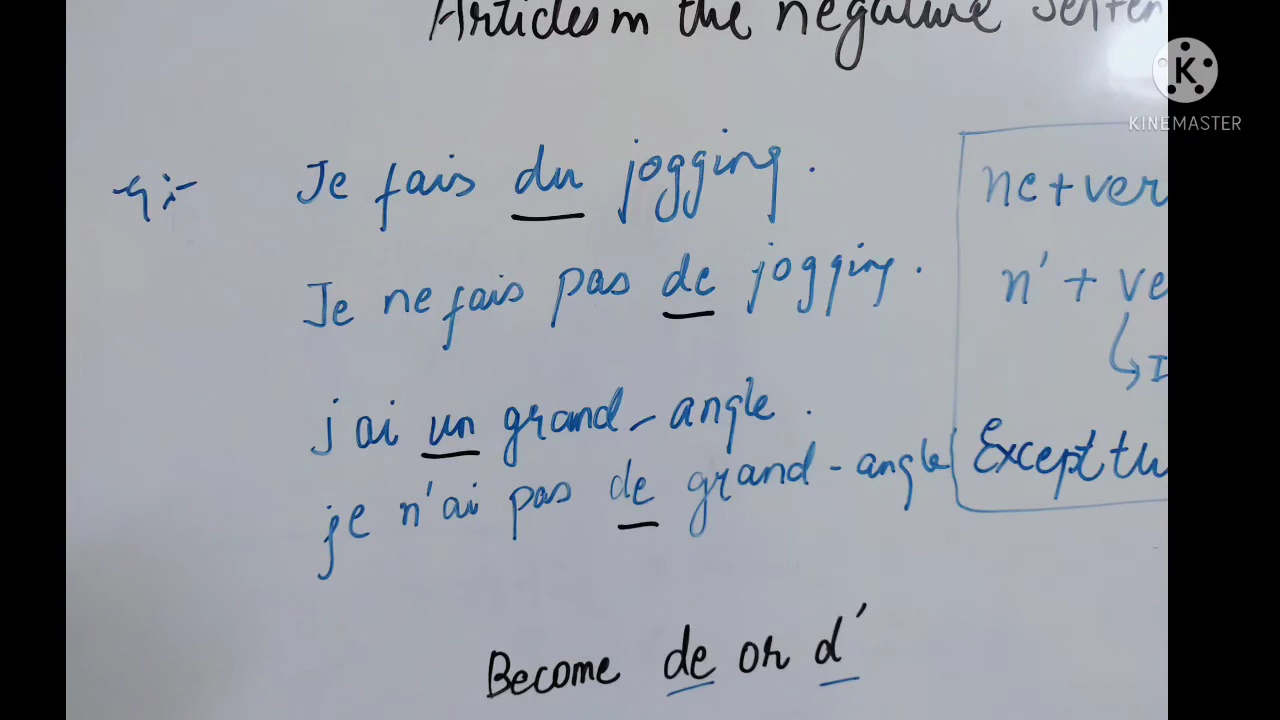 Articles in the negative Senten
KINEMASTER
Eg:-
Je fais du jogging.
Je ne fais pas de jogging.
j'ai un grand-angle.
je n'ai pas de grand-angle
ne + ver
n' + ve
↳ I
Except th
Become de or d'